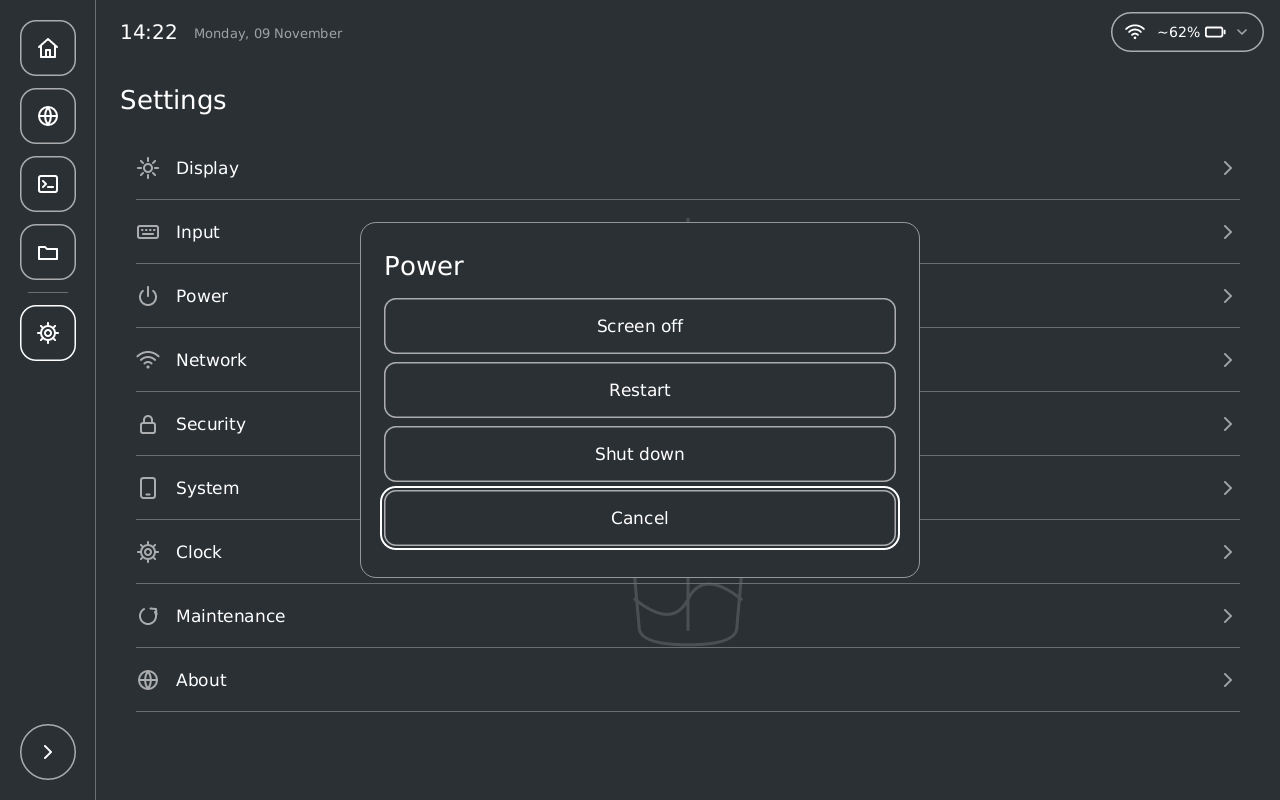 14:22 Monday, 09 November ~62%
Settings
Display
Input
Power
Network
Security
System
Clock
Maintenance
About
Power
Screen off
Restart
Shut down
Cancel